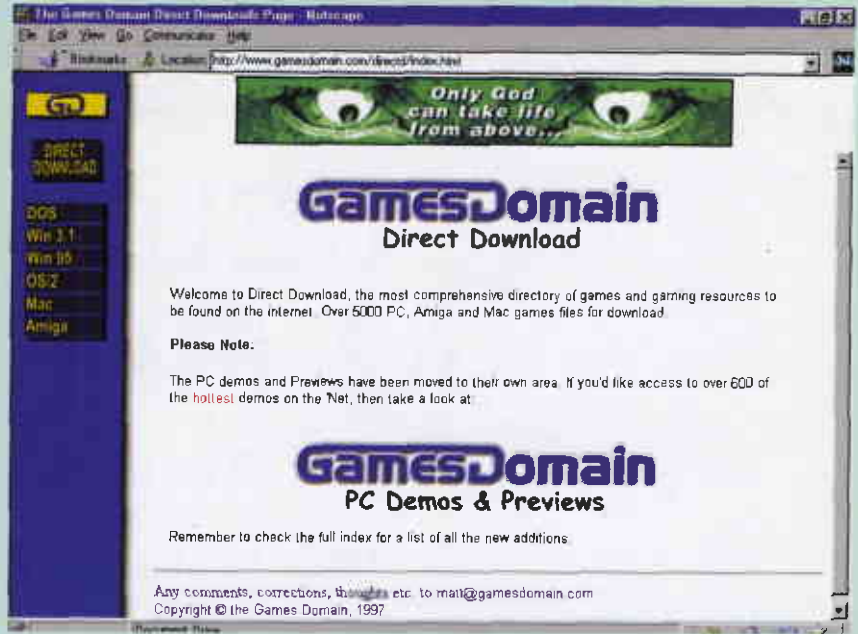 The Games Domain Direct Downloads Page - Netscape
File Edit View Go Communicator Help
Bookmarks Location: http://www.gamesdomain.com/directd/index.html
Only God
can take life
from above...
GD
DIRECT
DOWNLOAD
DOS
Win 3.1
Win 95
OS/2
Mac
Amiga
GamesDomain
Direct Download
Welcome to Direct Download, the most comprehensive directory of games and gaming resources to
be found on the internet. Over 5000 PC, Amiga and Mac games files for download.
Please Note:
The PC demos and Previews have been moved to their own area. If you'd like access to over 600 of
the hottest demos on the 'Net, then take a look at
GamesDomain
PC Demos & Previews
Remember to check the full index for a list of all the new additions.
Any comments, corrections, thoughts etc. to mail@gamesdomain.com
Copyright © the Games Domain, 1997
Document: Done